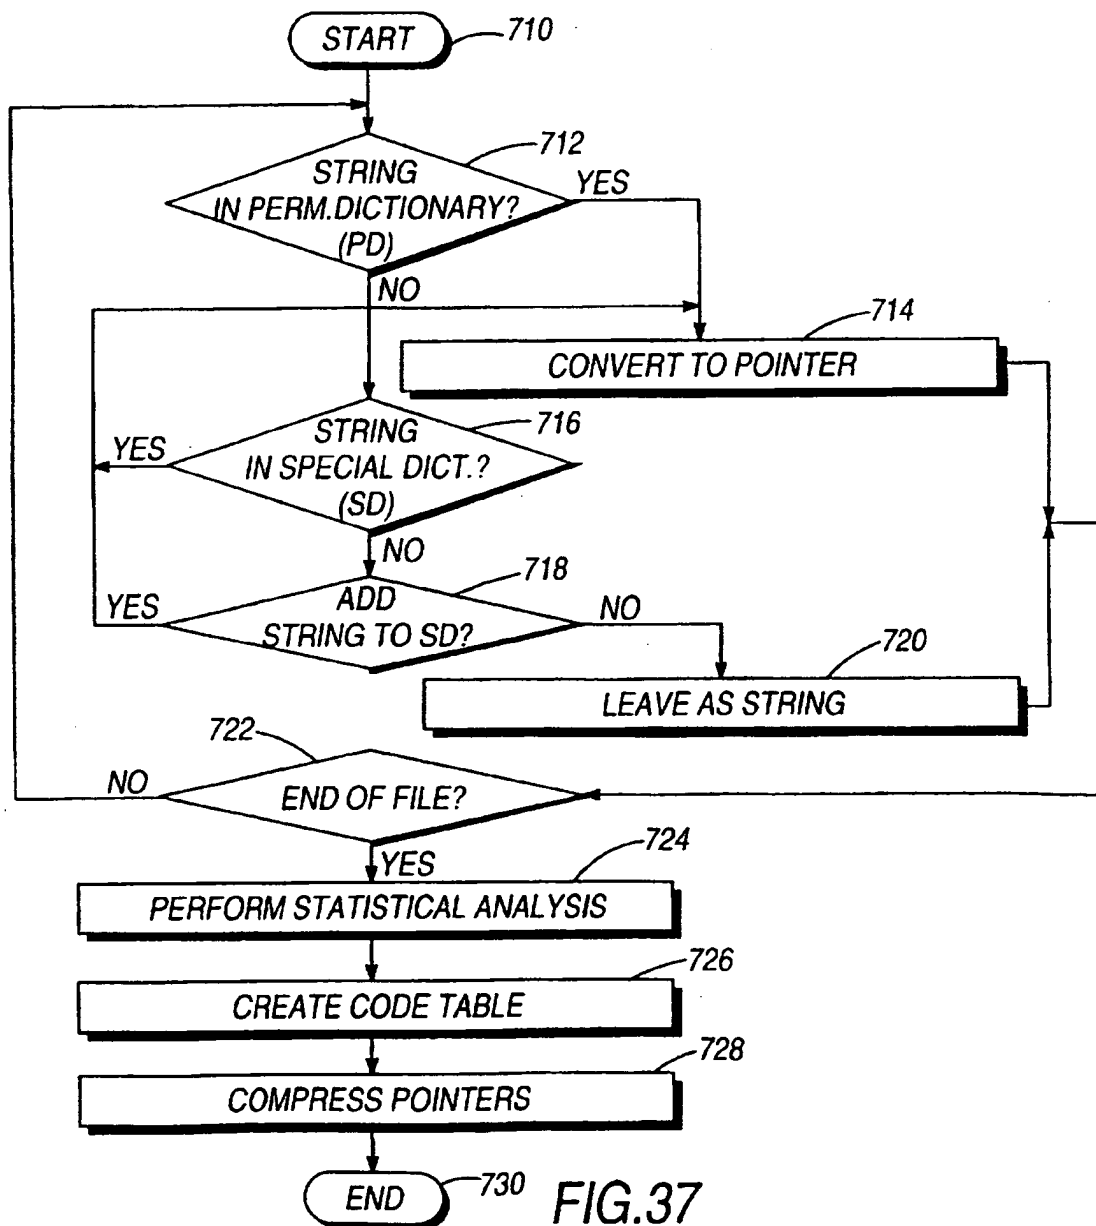 START
710
712
STRING
IN PERM.DICTIONARY?
(PD)
YES
NO
714
CONVERT TO POINTER
716
STRING
IN SPECIAL DICT.?
(SD)
YES
NO
718
ADD
STRING TO SD?
YES
NO
720
LEAVE AS STRING
722
NO
END OF FILE?
YES
724
PERFORM STATISTICAL ANALYSIS
726
CREATE CODE TABLE
728
COMPRESS POINTERS
END
730
FIG.37